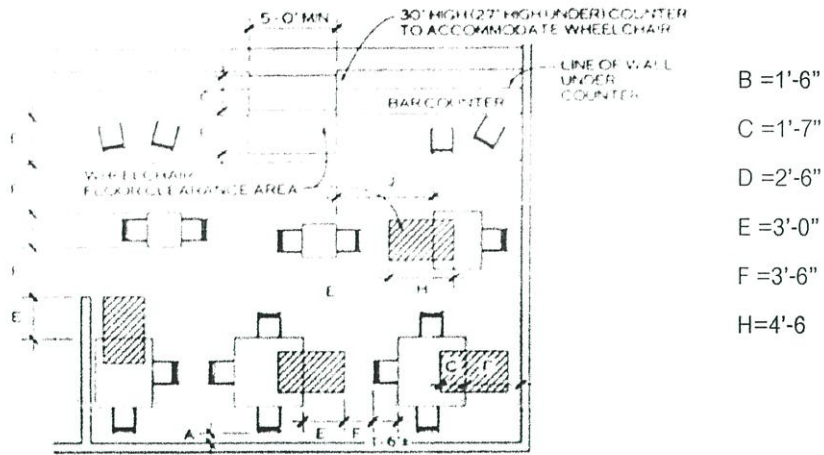 5-0" MIN
30" HIGH (27" HIGH UNDER) COUNTER
TO ACCOMMODATE WHEELCHAIR
LINE OF WALL
UNDER
COUNTER
BAR COUNTER
WHEELCHAIR
FLOOR CLEARANCE AREA
J
E
H
E
C
A
E
F
1-6"±
B =1'-6"
C =1'-7"
D =2'-6"
E =3'-0"
F =3'-6"
H=4'-6